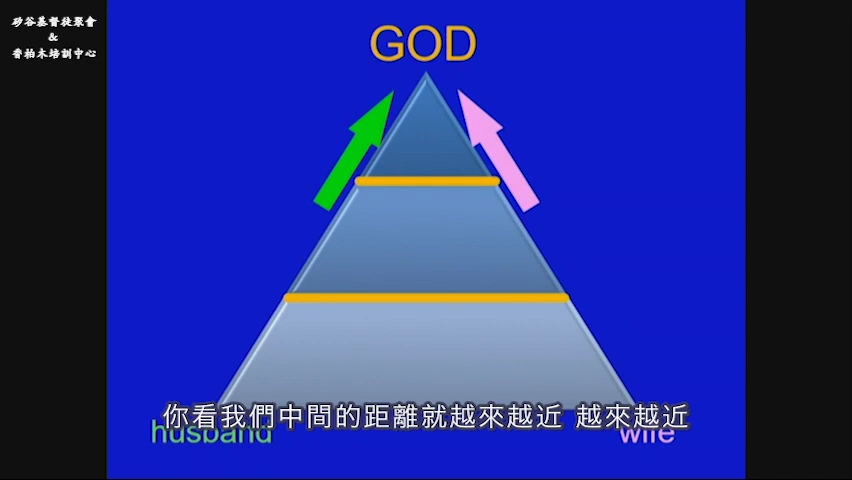 矽谷基督徒聚會
&
香柏木培訓中心
GOD
你看我們中間的距離就越來越近 越來越近
husband
wife